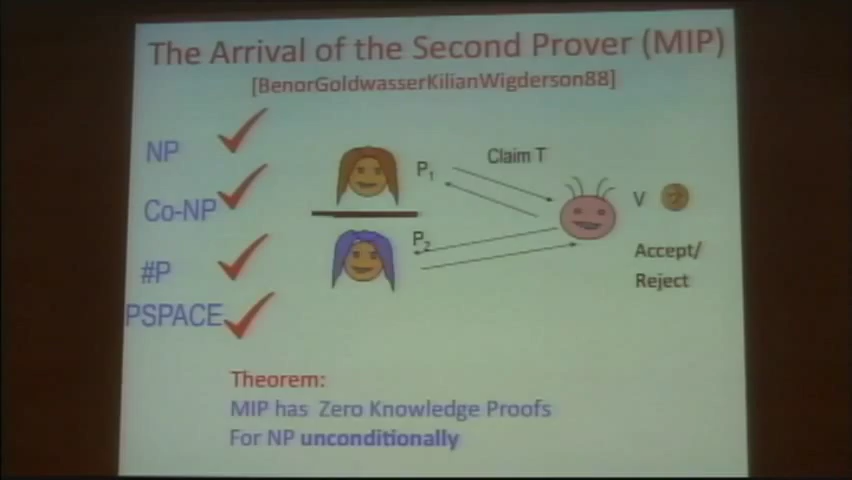 The Arrival of the Second Prover (MIP)
[BenorGoldwasserKilianWigderson88]
NP
Co-NP
#P
PSPACE
P1
Claim T
V
P2
Accept/
Reject
Theorem:
MIP has Zero Knowledge Proofs
For NP unconditionally